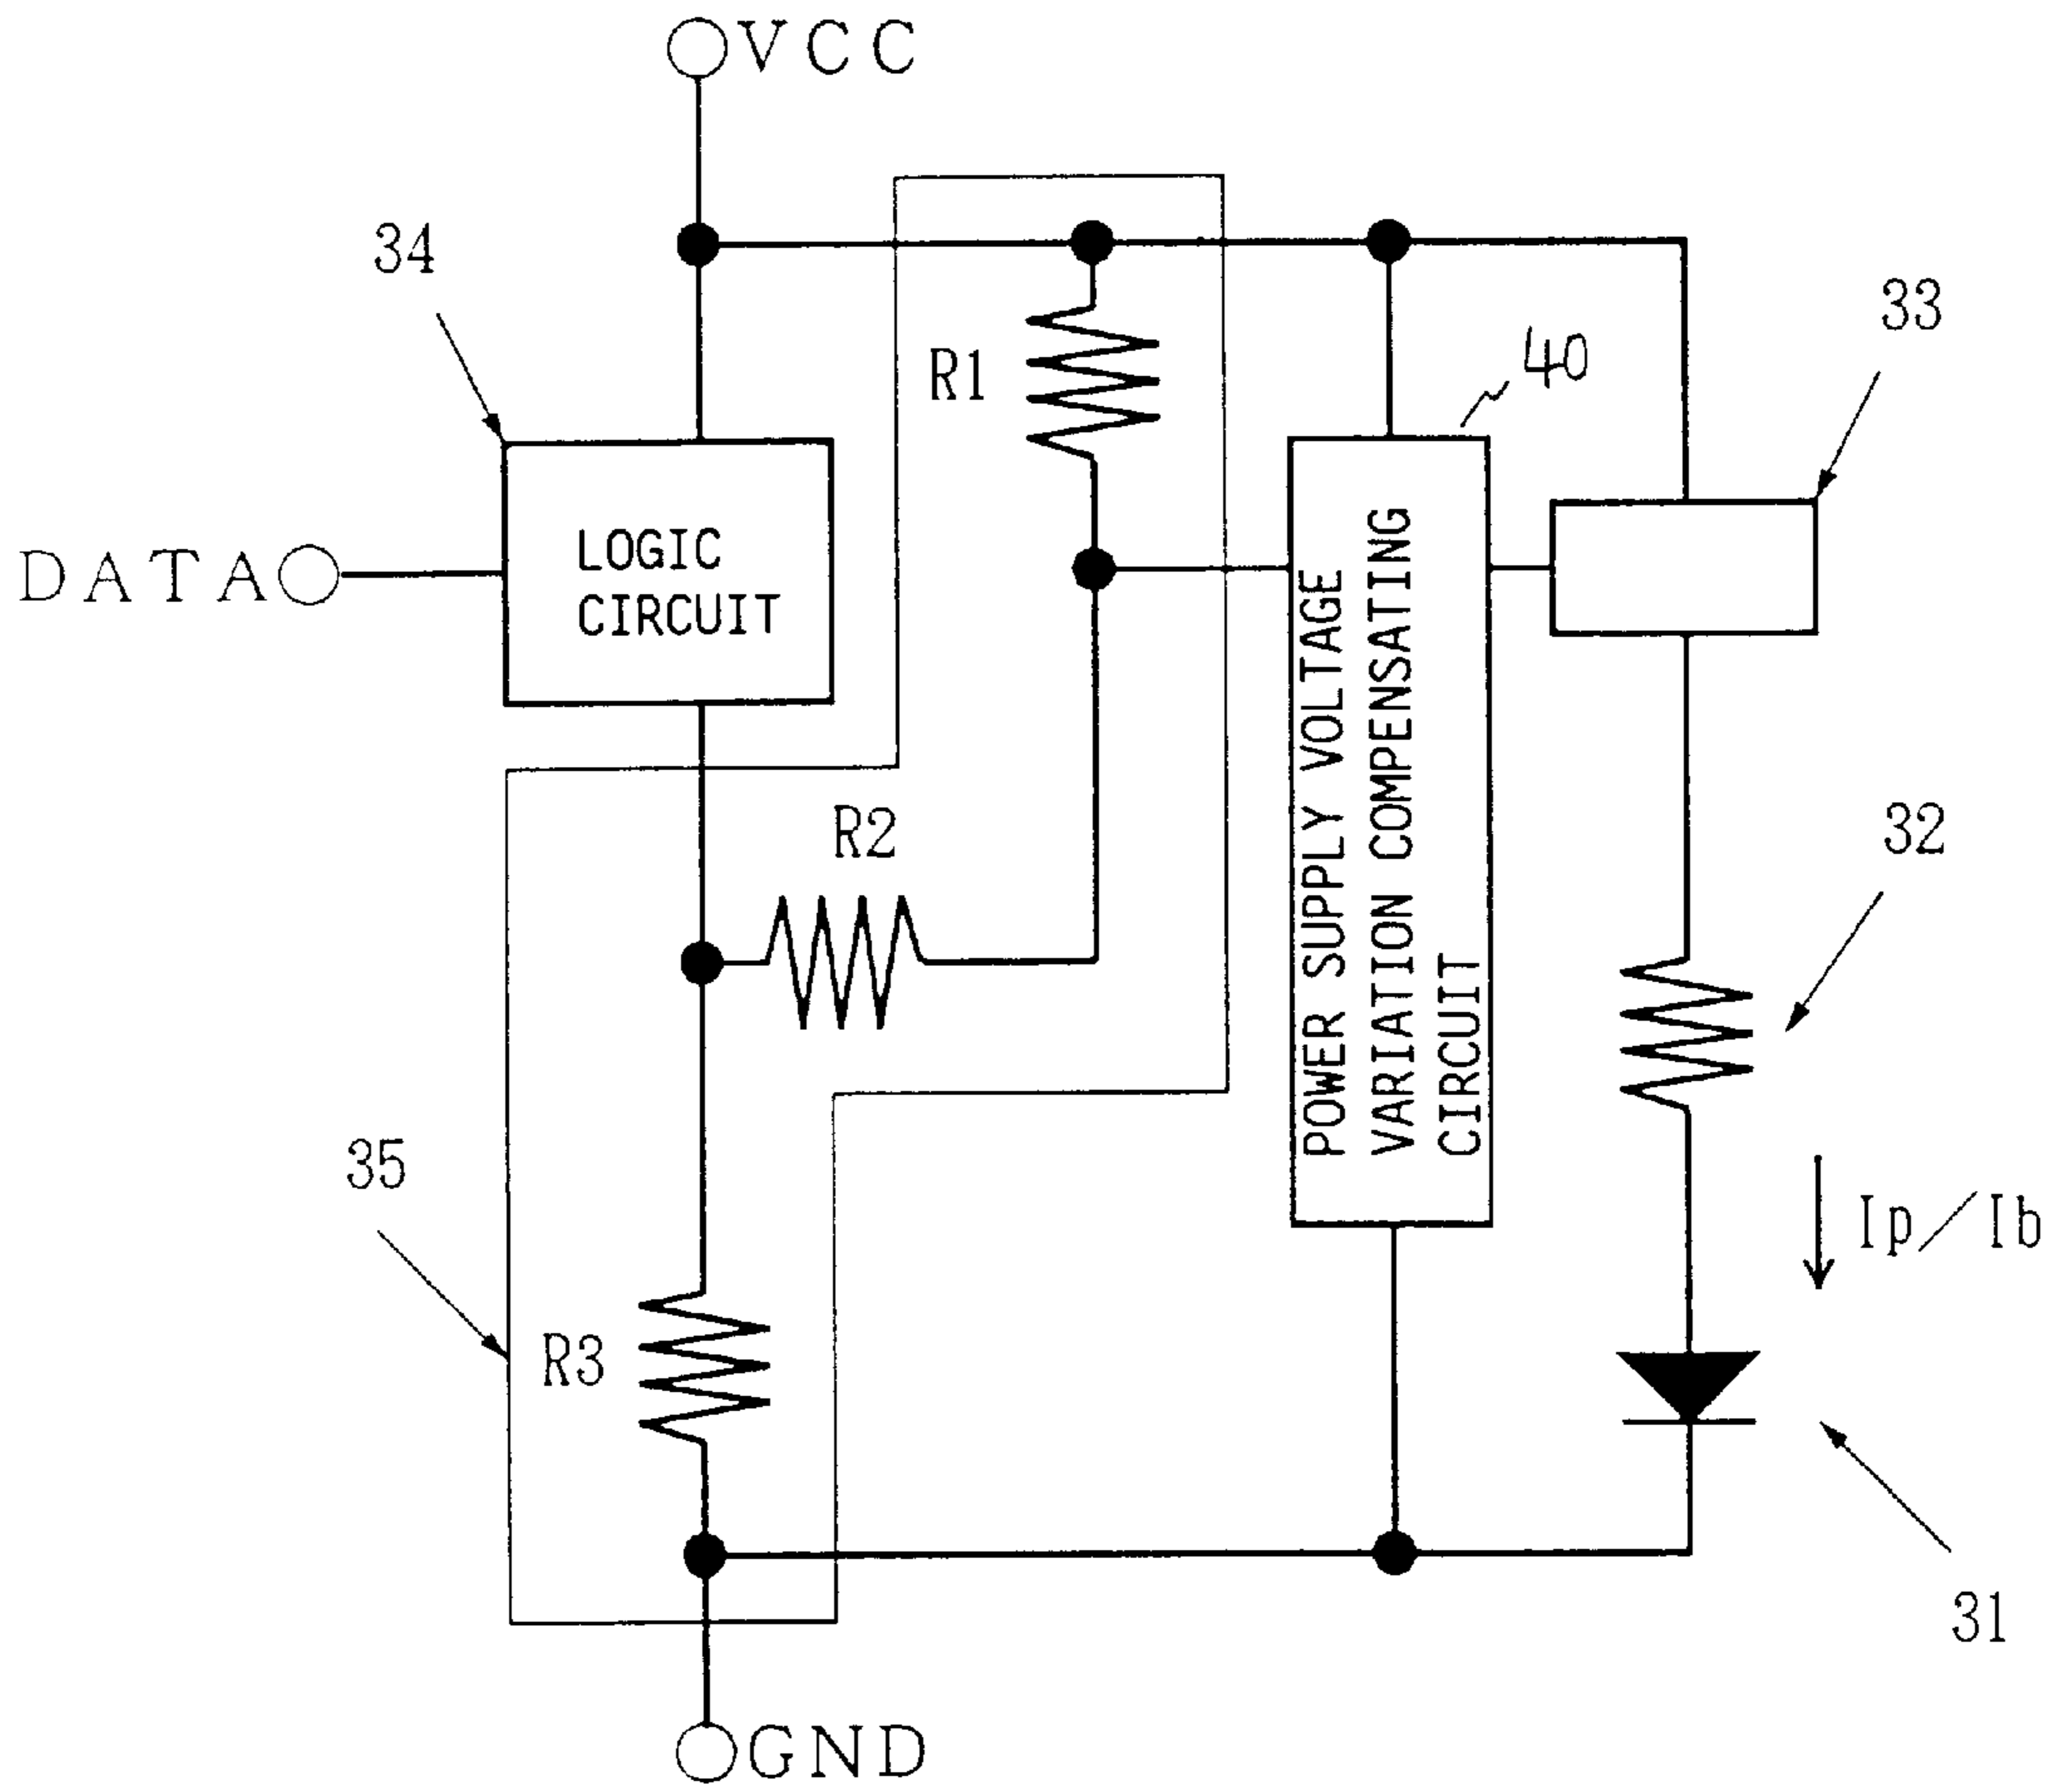 VCC
34
33
40
R1
DATA
LOGIC
CIRCUIT
POWER SUPPLY VOLTAGE
VARIATION COMPENSATING
CIRCUIT
R2
32
35
Ip/Ib
R3
31
GND